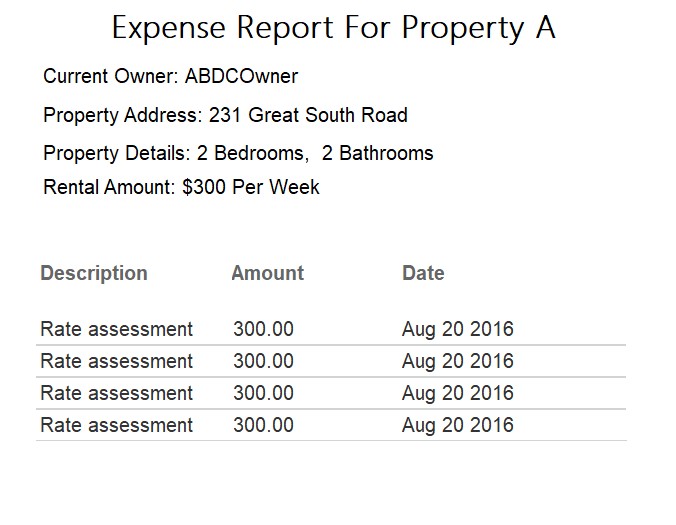 Expense Report For Property A
Current Owner: ABDCOwner
Property Address: 231 Great South Road
Property Details: 2 Bedrooms,  2 Bathrooms
Rental Amount: $300 Per Week
Description Amount Date
Rate assessment 300.00 Aug 20 2016
Rate assessment 300.00 Aug 20 2016
Rate assessment 300.00 Aug 20 2016
Rate assessment 300.00 Aug 20 2016